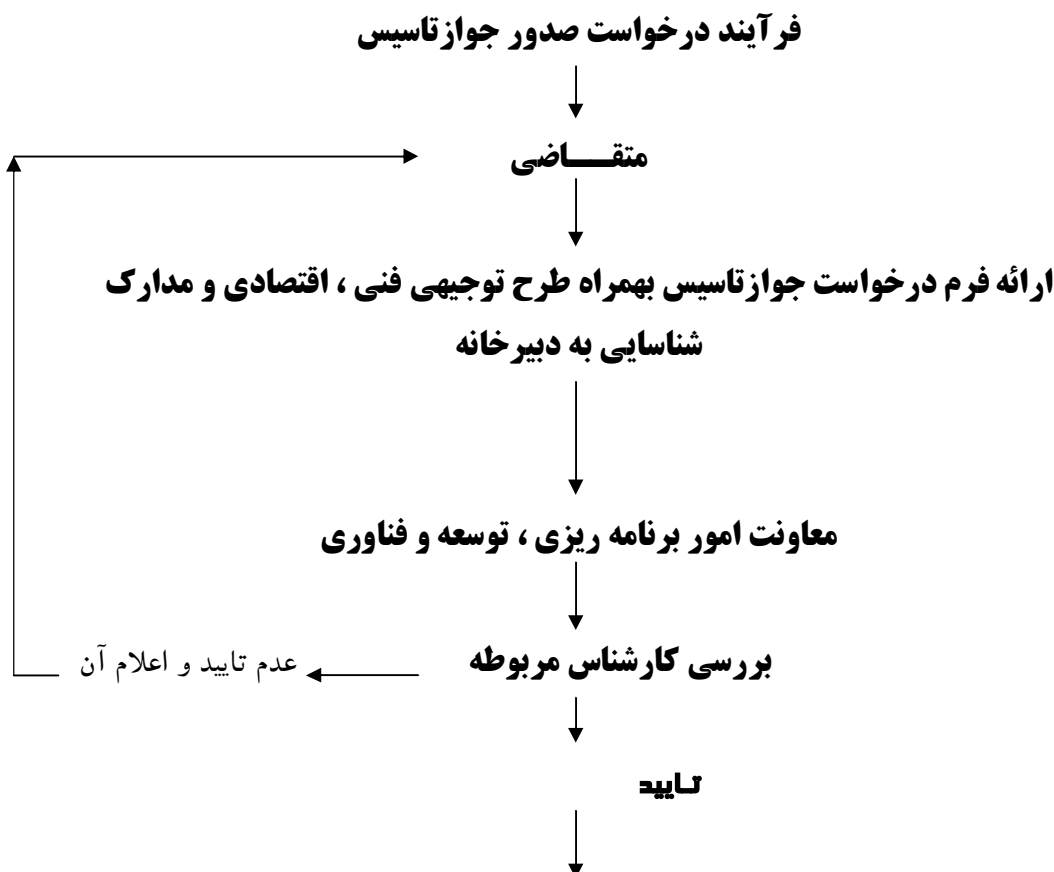 فرآیند درخواست صدور جوازتاسیس
متقـــــاضی
ارائه فرم درخواست جوازتاسیس بهمراه طرح توجیهی فنی ، اقتصادی و مدارک
شناسایی به دبیرخانه
معاونت امور برنامه ریزی ، توسعه و فناوری
بررسی کارشناس مربوطه
عدم تایید و اعلام آن
تـایید